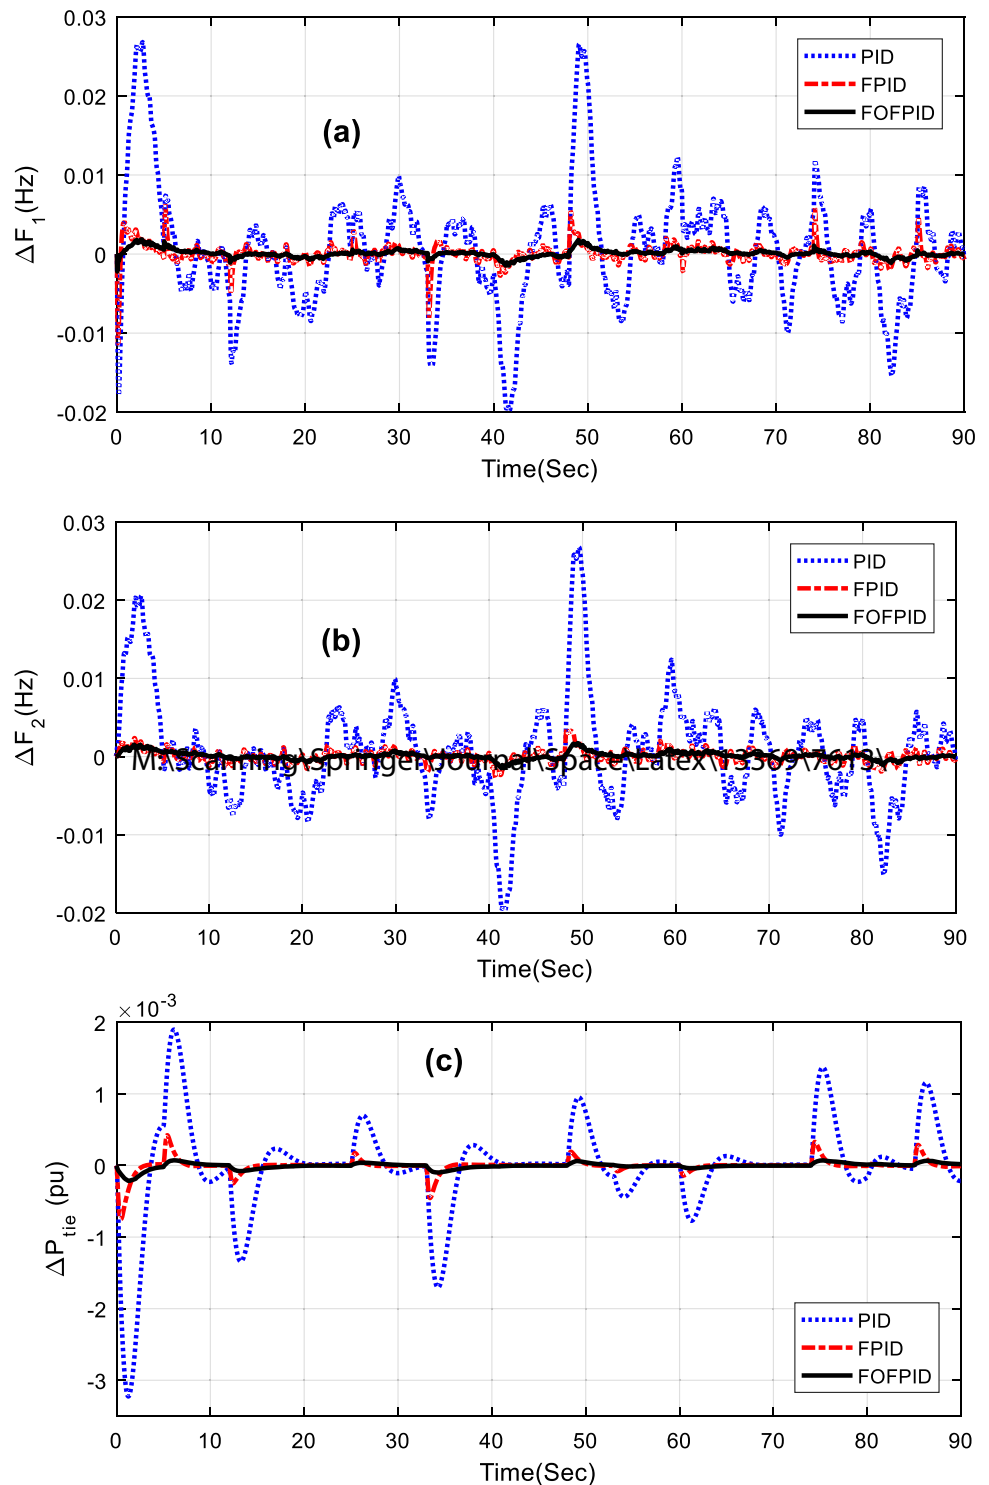 0.03
0.02
0.01
0
-0.01
-0.02
ΔF1(Hz)
(a)
PID
FPID
FOFPID
0 10 20 30 40 50 60 70 80 90
Time(Sec)
0.03
0.02
0.01
0
-0.01
-0.02
ΔF2(Hz)
(b)
PID
FPID
FOFPID
0 10 20 30 40 50 60 70 80 90
Time(Sec)
×10-3
2
1
0
-1
-2
-3
ΔPtie (pu)
(c)
PID
FPID
FOFPID
0 10 20 30 40 50 60 70 80 90
Time(Sec)